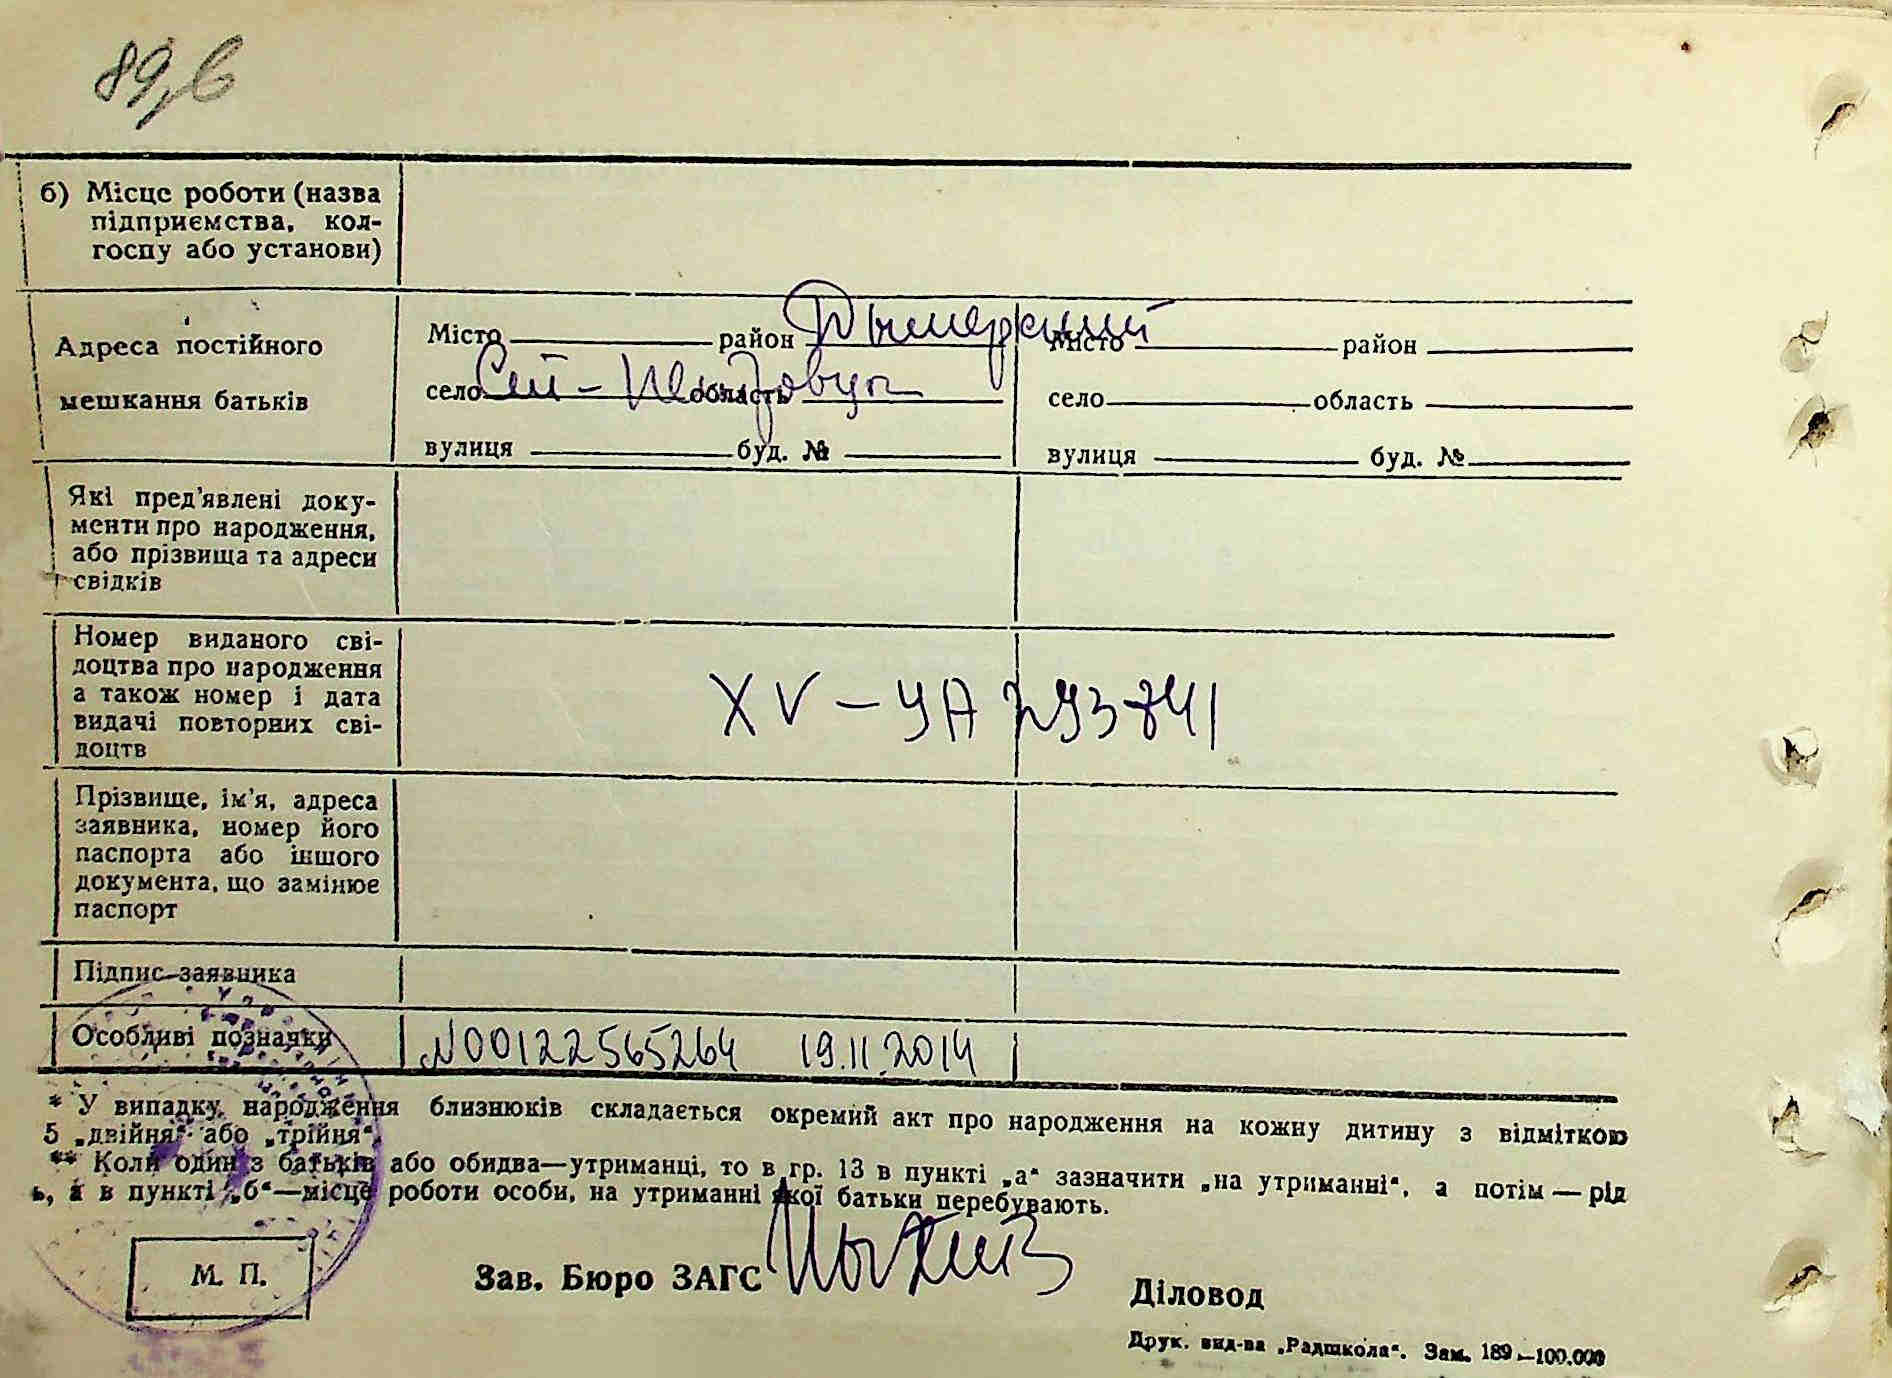 89, в
б) Місце роботи (назва
підприємства, кол-
госпу або установи)
Адреса постійного
мешкання батьків
Місто район Дымерский
село область
вулиця буд. №
Місто район
село область
вулиця буд. №
Які пред'явлені доку-
менти про народження,
або прізвища та адреси
свідків
Номер виданого сві-
доцтва про народження
а також номер і дата
видачі повторних сві-
доцтв
XV – УА 293841
Прізвище, ім'я, адреса
заявника, номер його
паспорта або іншого
документа, що замінює
паспорт
Підпис заявника
Особливі позначки
N 00122565264 19.11.2014
* У випадку народження близнюків складається окремий акт про народження на кожну дитину з відміткою
5 „двійня“ або „трійня“.
** Коли один з батьків або обидва—утриманці, то в гр. 13 в пункті „а“ зазначити „на утриманні“, а потім — рід
ь, а в пункті „б“—місце роботи особи, на утриманні якої батьки перебувають.
М. П.
Зав. Бюро ЗАГС
Діловод
Друк. вид-ва „Радшкола“. Зам. 189—100.000